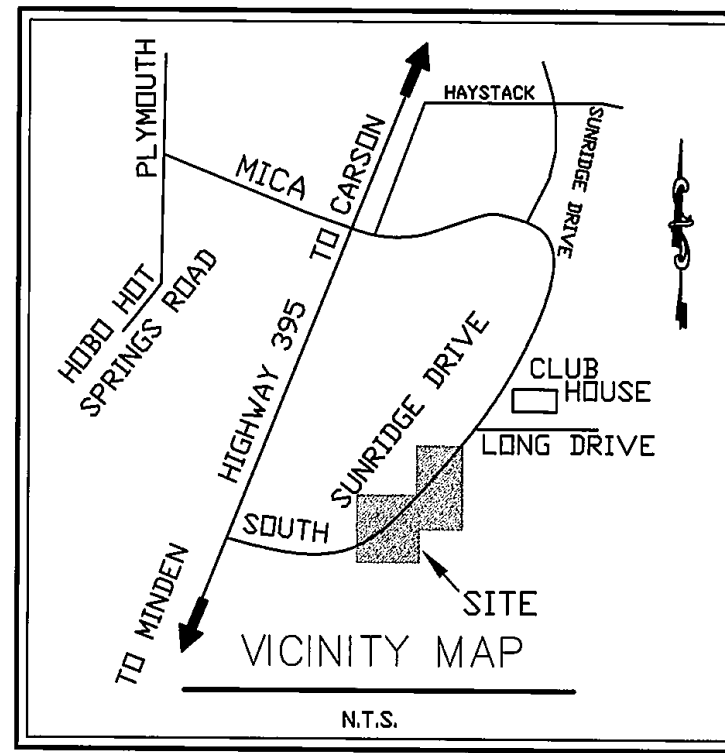 PLYMOUTH
MICA
TO CARSON
HAYSTACK
SUNRIDGE DRIVE
HOBO HOT
SPRINGS ROAD
HIGHWAY 395
SOUTH
SUNRIDGE DRIVE
CLUB
HOUSE
LONG DRIVE
SITE
TO MINDEN
VICINITY MAP
N.T.S.